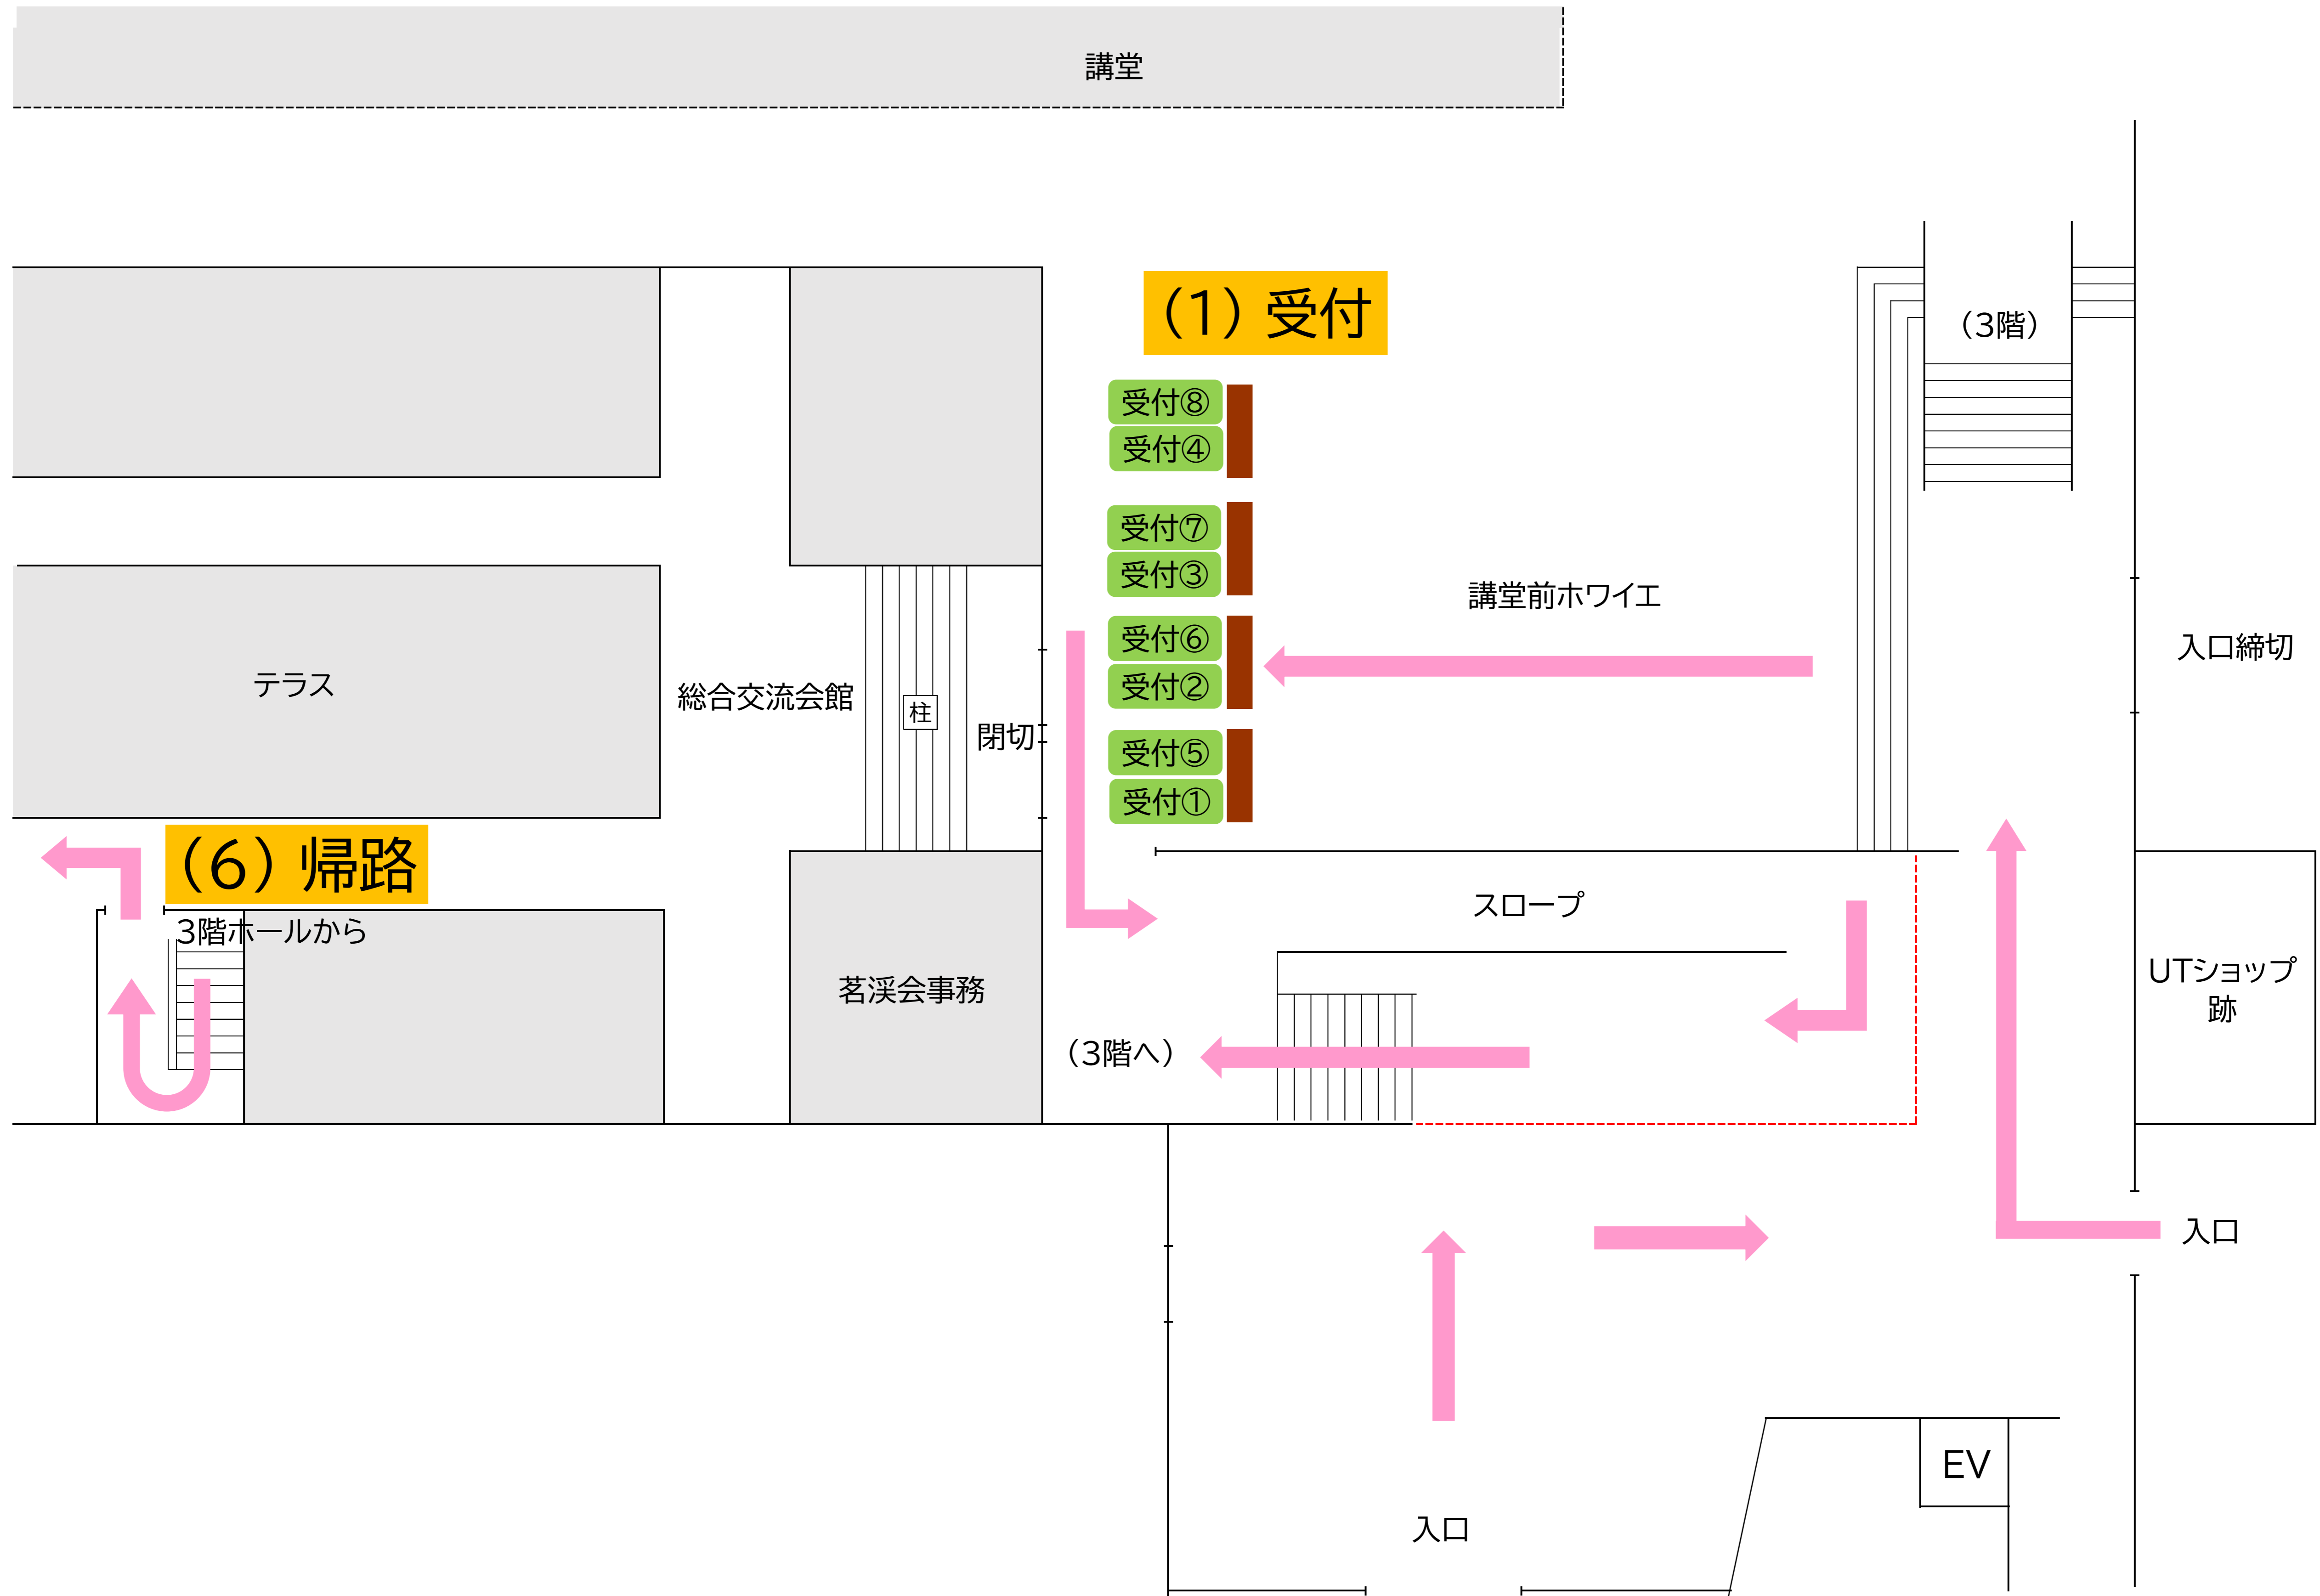 講堂
（1）受付
（3階）
受付⑧
受付④
受付⑦
受付③
講堂前ホワイエ
受付⑥
受付②
入口締切
テラス
総合交流会館
柱
閉切
受付⑤
受付①
（6）帰路
3階ホールから
スロープ
茗渓会事務
UTショップ
跡
（3階へ）
入口
EV
入口